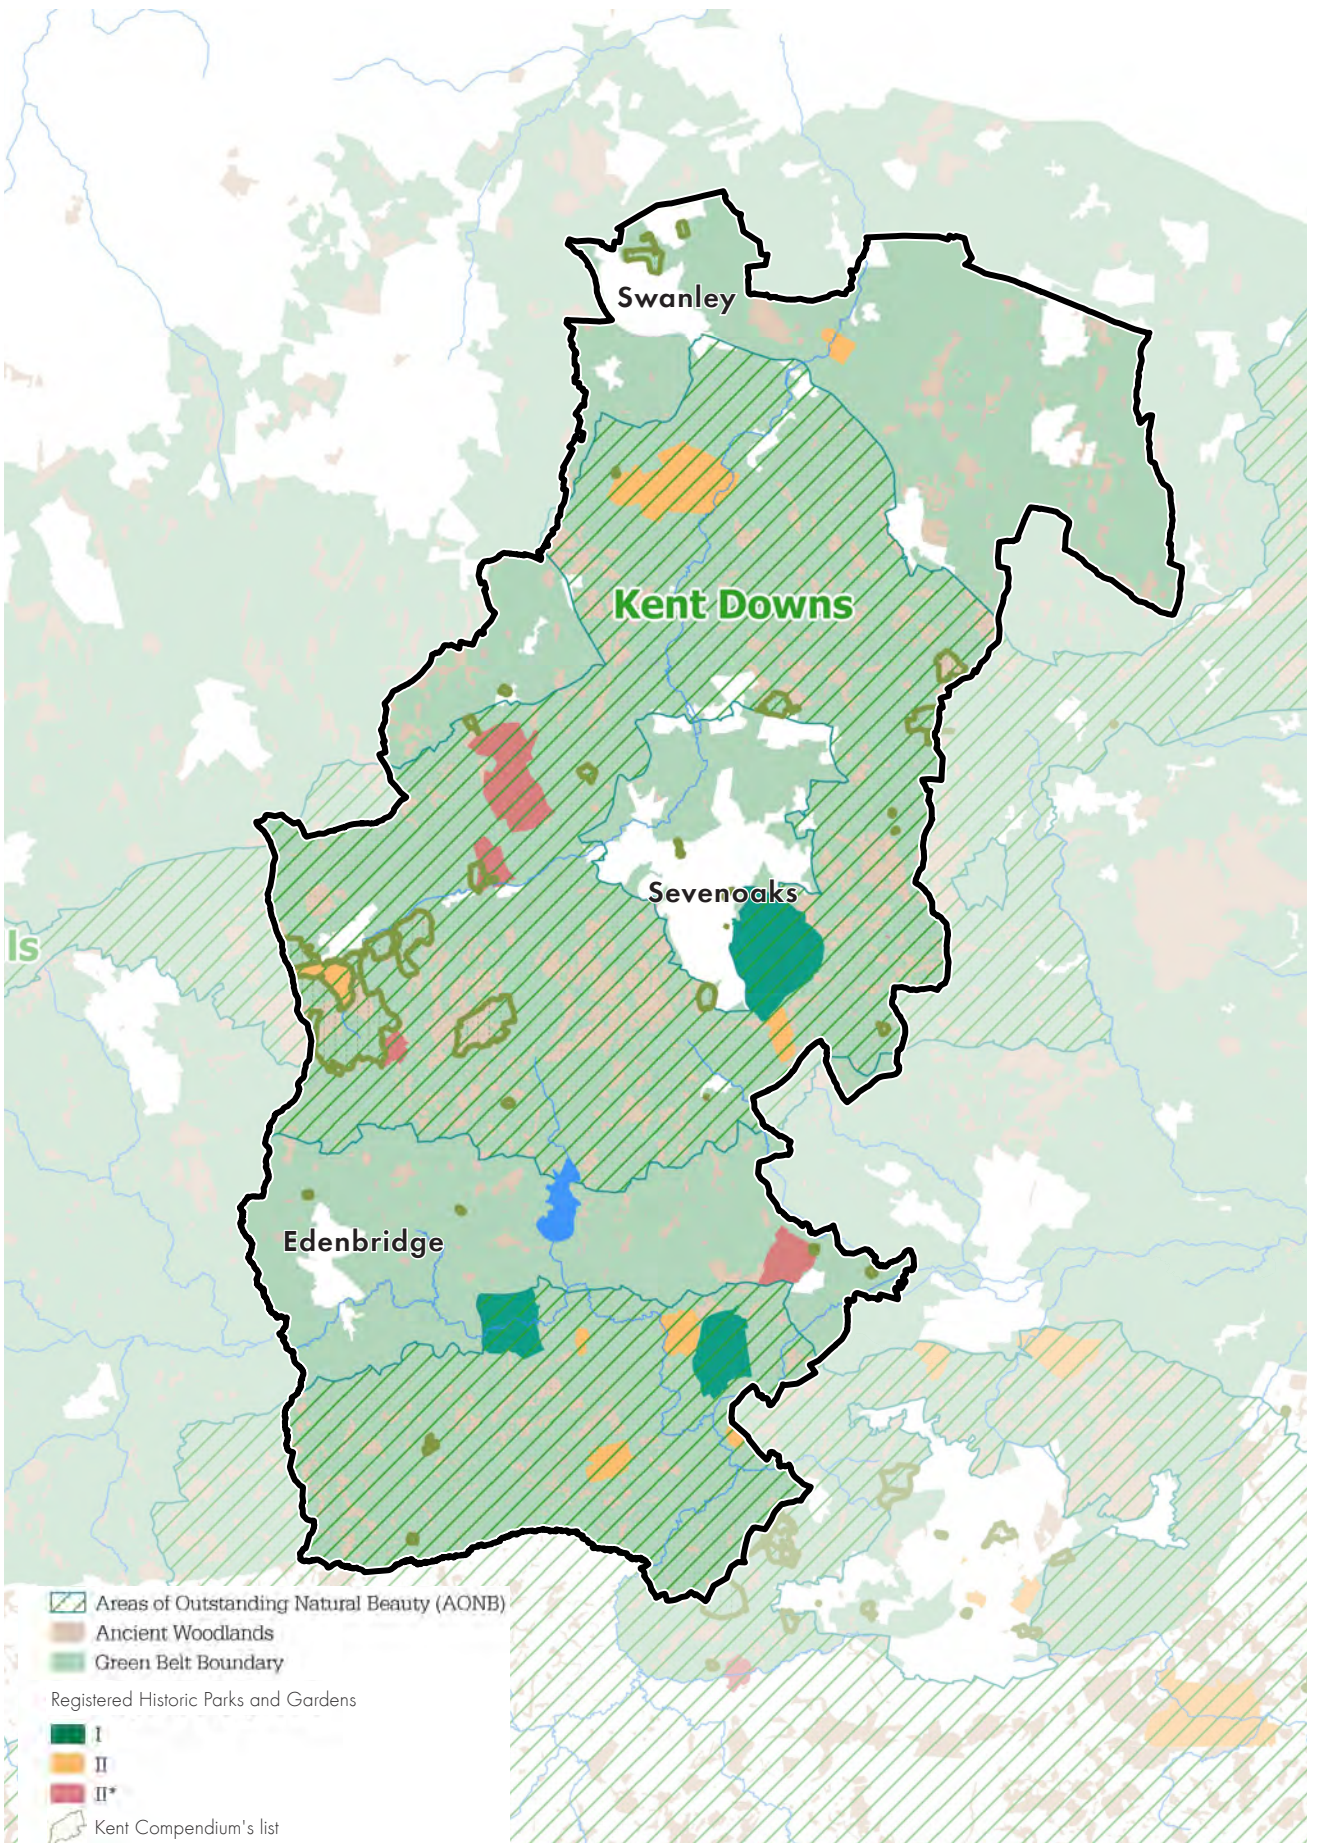 Swanley
Kent Downs
Sevenoaks
ls
Edenbridge
Areas of Outstanding Natural Beauty (AONB)
Ancient Woodlands
Green Belt Boundary
Registered Historic Parks and Gardens
I
II
II*
Kent Compendium's list